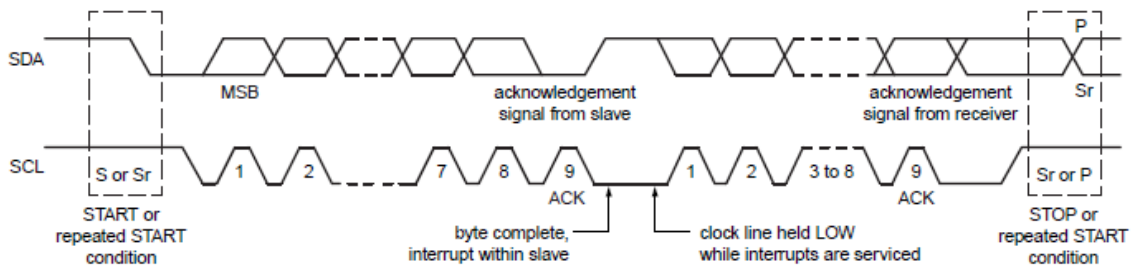 P
SDA
MSB
acknowledgement
signal from slave
acknowledgement
signal from receiver
Sr
SCL
S or Sr
1
2
7
8
9
1
2
3 to 8
9
Sr or P
ACK
ACK
START or
repeated START
condition
byte complete,
interrupt within slave
clock line held LOW
while interrupts are serviced
STOP or
repeated START
condition